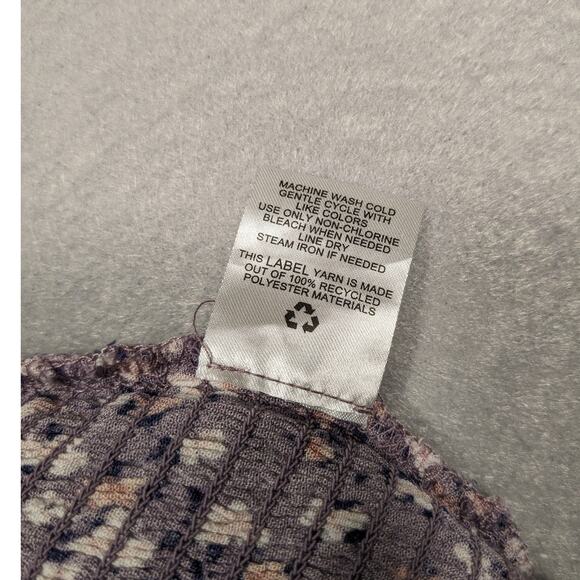 MACHINE WASH COLD
GENTLE CYCLE WITH
LIKE COLORS
USE ONLY NON-CHLORINE
BLEACH WHEN NEEDED
LINE DRY
STEAM IRON IF NEEDED
THIS LABEL YARN IS MADE
OUT OF 100% RECYCLED
POLYESTER MATERIALS